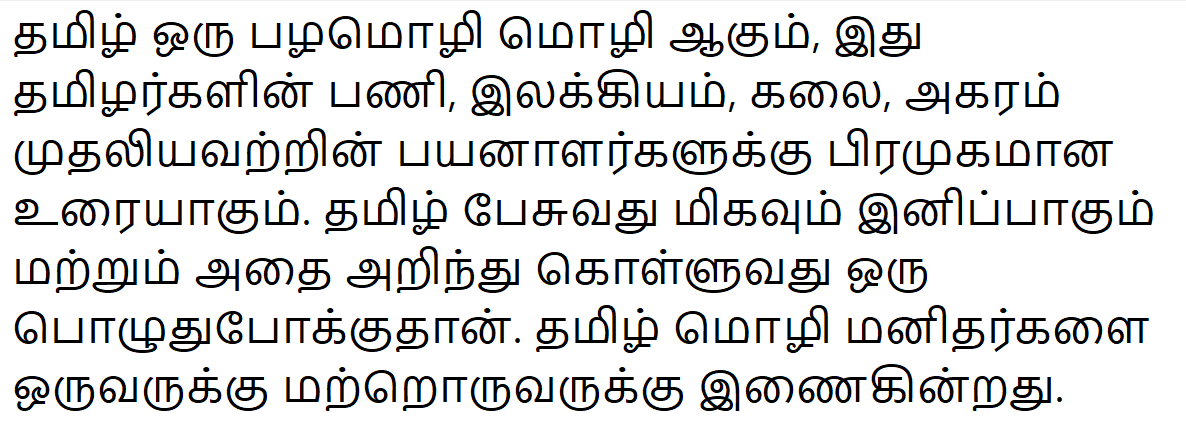 தமிழ் ஒரு பழமொழி மொழி ஆகும், இது
தமிழர்களின் பணி, இலக்கியம், கலை, அகரம்
முதலியவற்றின் பயனாளர்களுக்கு பிரமுகமான
உரையாகும். தமிழ் பேசுவது மிகவும் இனிப்பாகும்
மற்றும் அதை அறிந்து கொள்ளுவது ஒரு
பொழுதுபோக்குதான். தமிழ் மொழி மனிதர்களை
ஒருவருக்கு மற்றொருவருக்கு இணைகின்றது.